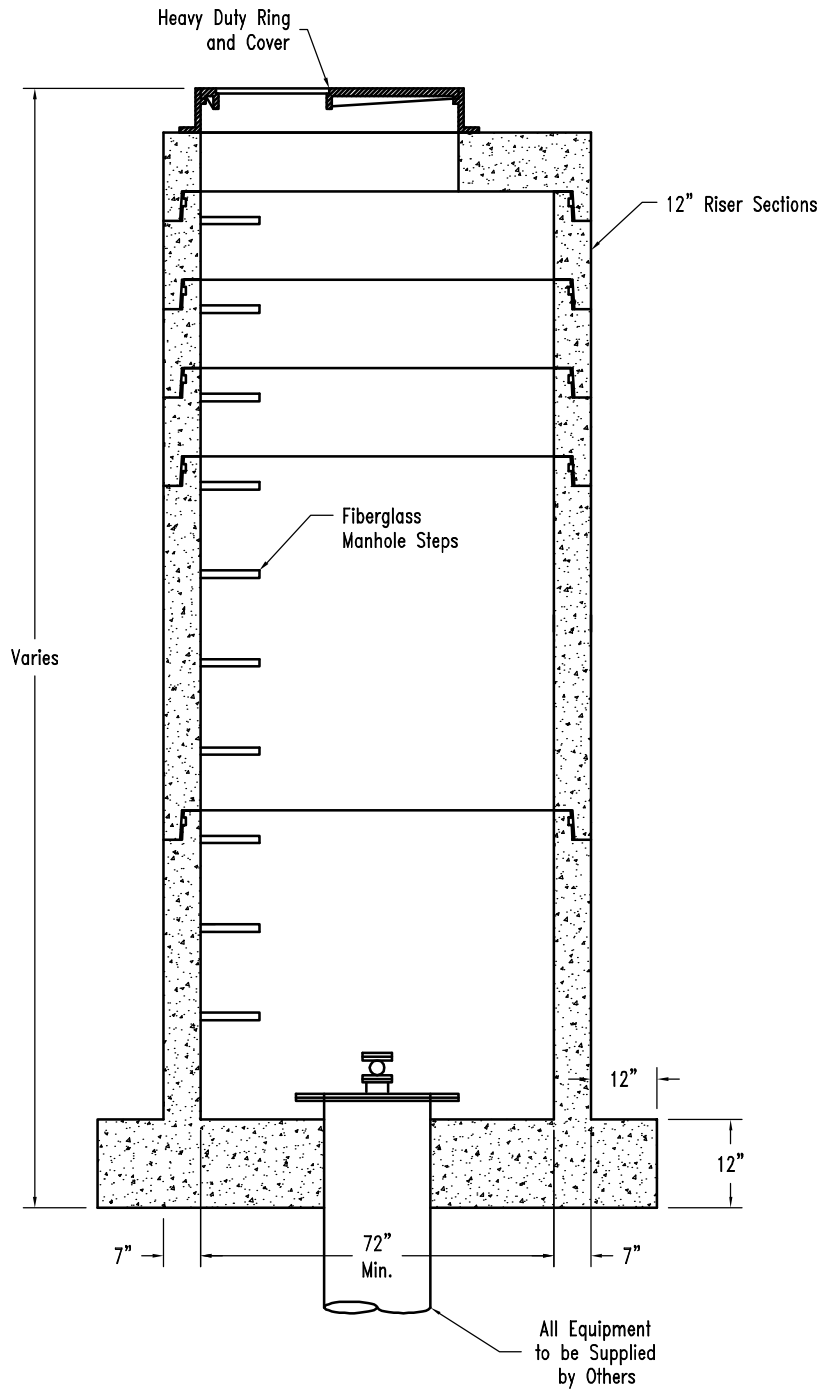 Heavy Duty Ring
and Cover
12” Riser Sections
Fiberglass
Manhole Steps
Varies
12”
12”
7”
72”
Min.
7”
All Equipment
to be Supplied
by Others